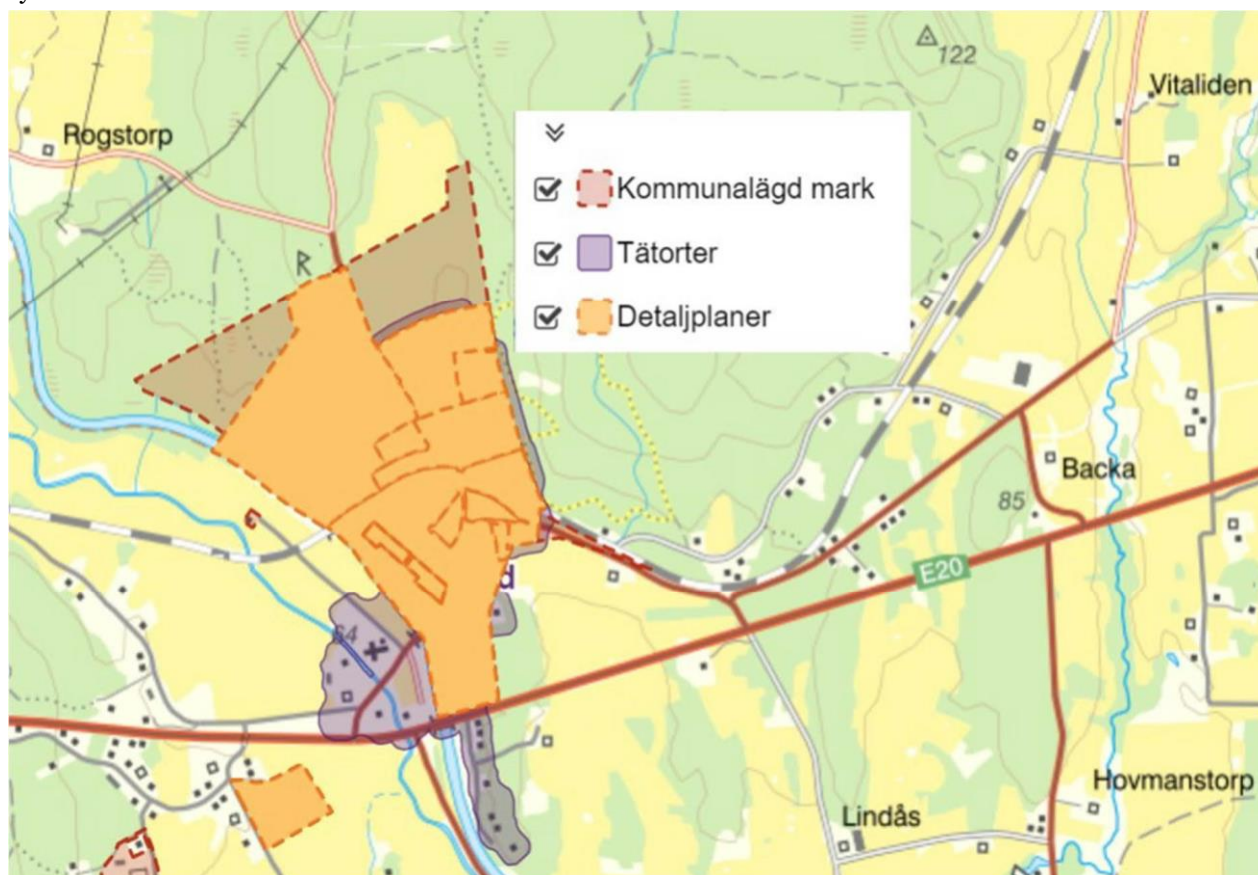 122
Vitaliden
Rogstorp
Kommunalägd mark
Tätorter
Detaljplaner
R
Backa
85
E20
d
64
Hovmanstorp
Lindås